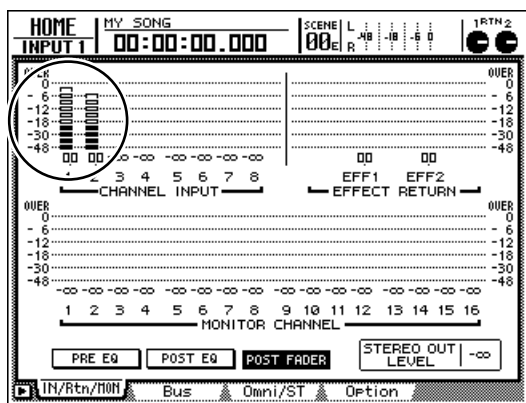 HOME MY SONG SCENE L -48 -18 -6 0 1RTN2
INPUT 1 00:00:00.000 00E R
OVER OVER
0 0
- 6 - 6
-12 -12
-18 -18
-30 -30
-48 -48
00 00 -∞ -∞ -∞ -∞ -∞ -∞ 00 00
1 2 3 4 5 6 7 8 EFF1 EFF2
CHANNEL INPUT EFFECT RETURN
OVER OVER
0 0
- 6 - 6
-12 -12
-18 -18
-30 -30
-48 -48
-∞ -∞ -∞ -∞ -∞ -∞ -∞ -∞ -∞ -∞ -∞ -∞ -∞ -∞ -∞ -∞
1 2 3 4 5 6 7 8 9 10 11 12 13 14 15 16
MONITOR CHANNEL
PRE EQ POST EQ POST FADER STEREO OUT LEVEL -∞
IN/Rtn/MON Bus Omni/ST Option